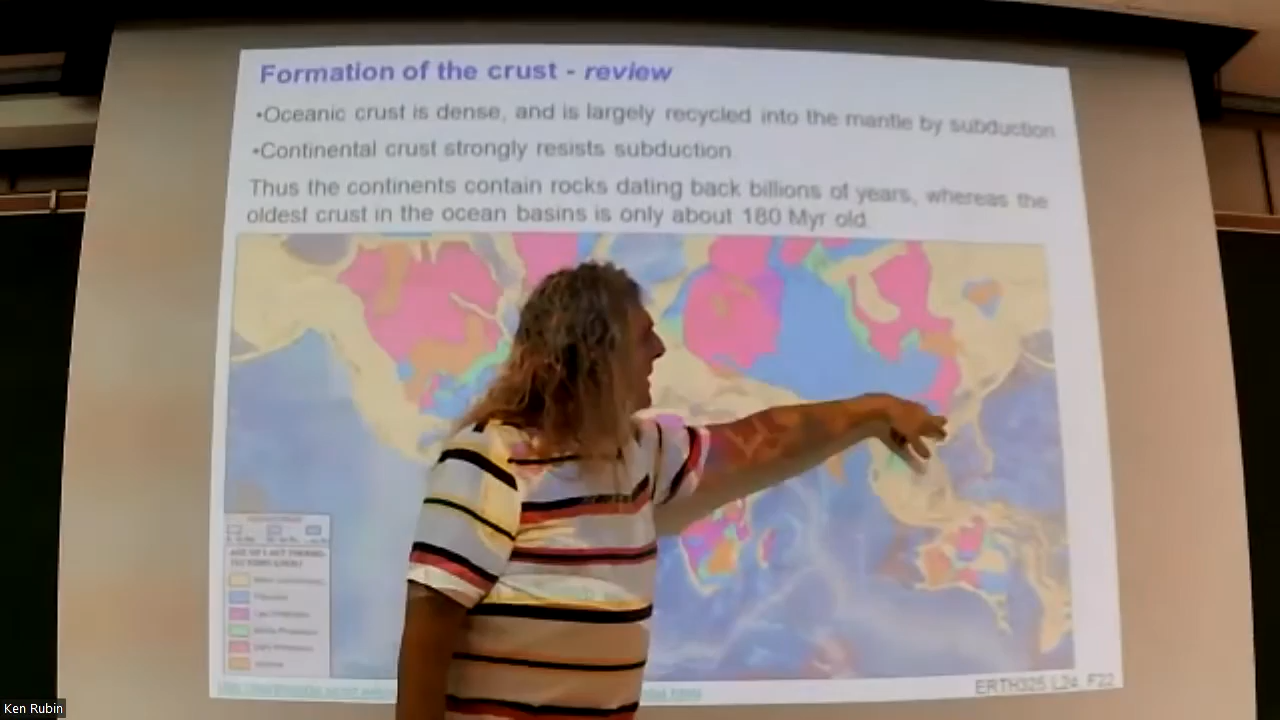 Formation of the crust - review
•Oceanic crust is dense, and is largely recycled into the mantle by subduction
•Continental crust strongly resists subduction
Thus the continents contain rocks dating back billions of years, whereas the
oldest crust in the ocean basins is only about 180 Myr old.
ERTH325 L24 F22
Ken Rubin